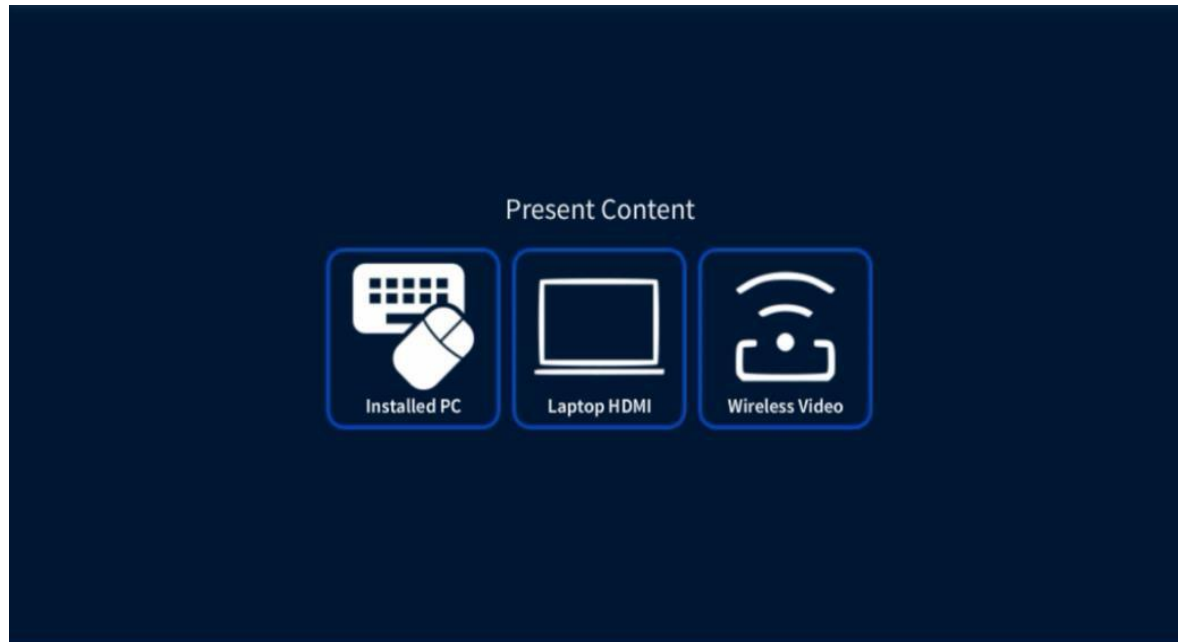 Present Content
Installed PC
Laptop HDMI
Wireless Video